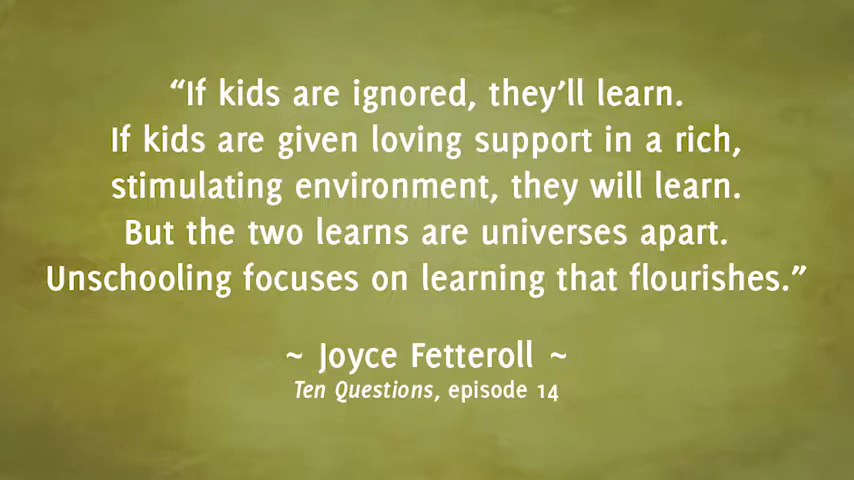 “If kids are ignored, they’ll learn.
If kids are given loving support in a rich,
stimulating environment, they will learn.
But the two learns are universes apart.
Unschooling focuses on learning that flourishes.”
~ Joyce Fetteroll ~
Ten Questions, episode 14